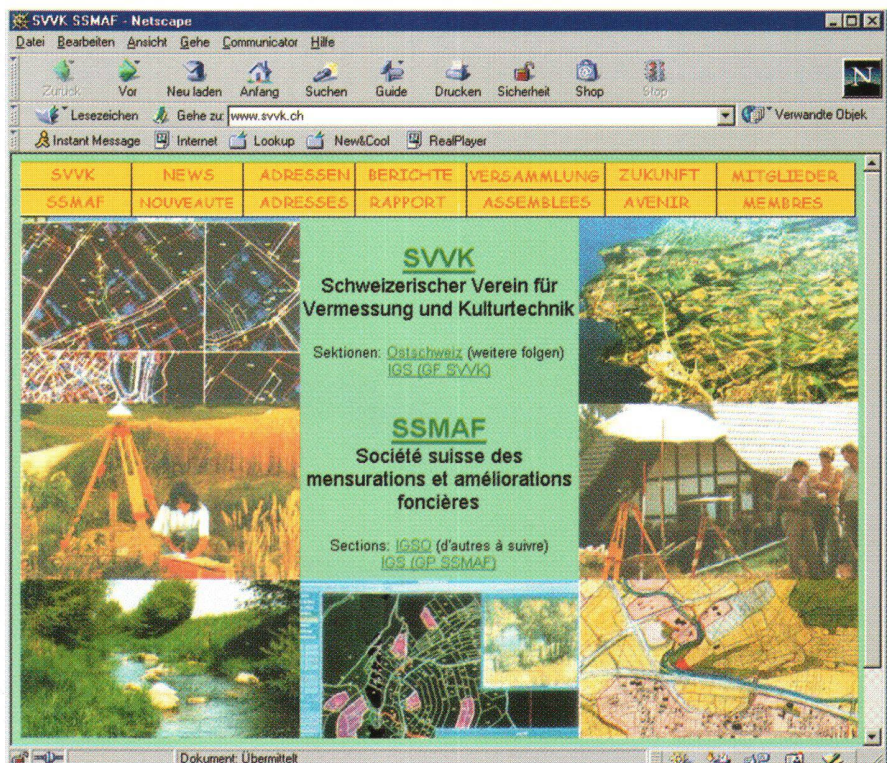 SVVK SSMAF - Netscape
Datei Bearbeiten Ansicht Gehe Communicator Hilfe
Zurück Vor Neu laden Anfang Suchen Guide Drucken Sicherheit Shop Stop
N
Lesezeichen Gehe zu: www.svvk.ch Verwandte Objek
Instant Message Internet Lookup New&Cool RealPlayer
SVVK NEWS ADRESSEN BERICHTE VERSAMMLUNG ZUKUNFT MITGLIEDER
SSMAF NOUVEAUTE ADRESSES RAPPORT ASSEMBLEES AVENIR MEMBRES
SVVK
Schweizerischer Verein für
Vermessung und Kulturtechnik
Sektionen: Ostschweiz (weitere folgen)
IGS (GF SVVK)
SSMAF
Société suisse des
mensurations et améliorations
foncières
Sections: IGSO (d'autres à suivre)
IGS (GP SSMAF)
Dokument: Übermittelt